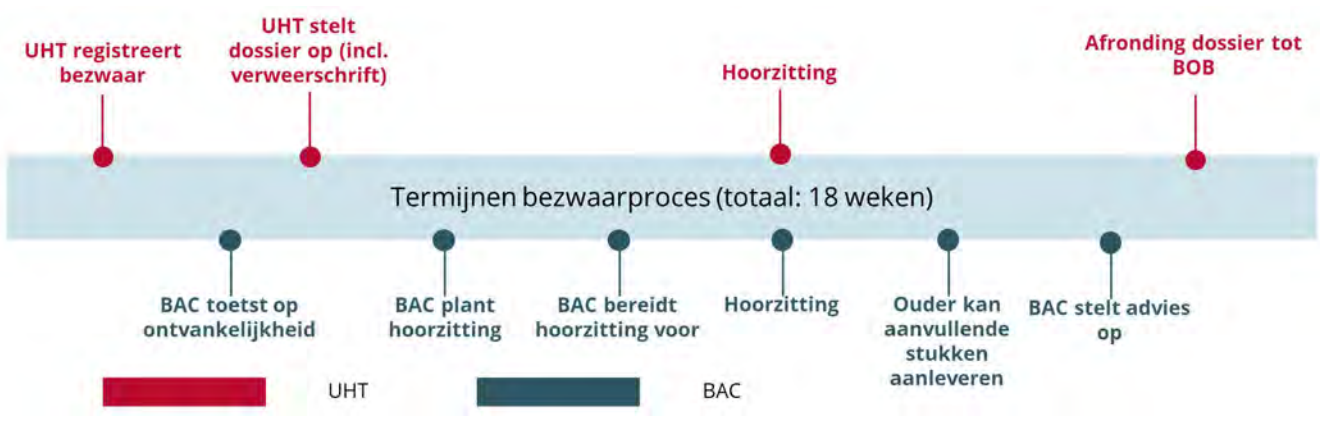 UHT registreert
bezwaar
UHT stelt
dossier op (incl.
verweerschrift)
Hoorzitting
Afronding dossier tot
BOB
Termijnen bezwaarproces (totaal: 18 weken)
BAC toetst op
ontvankelijkheid
BAC plant
hoorzitting
BAC bereidt
hoorzitting voor
Hoorzitting
Ouder kan
aanvullende
stukken
aanleveren
BAC stelt advies
op
UHT
BAC